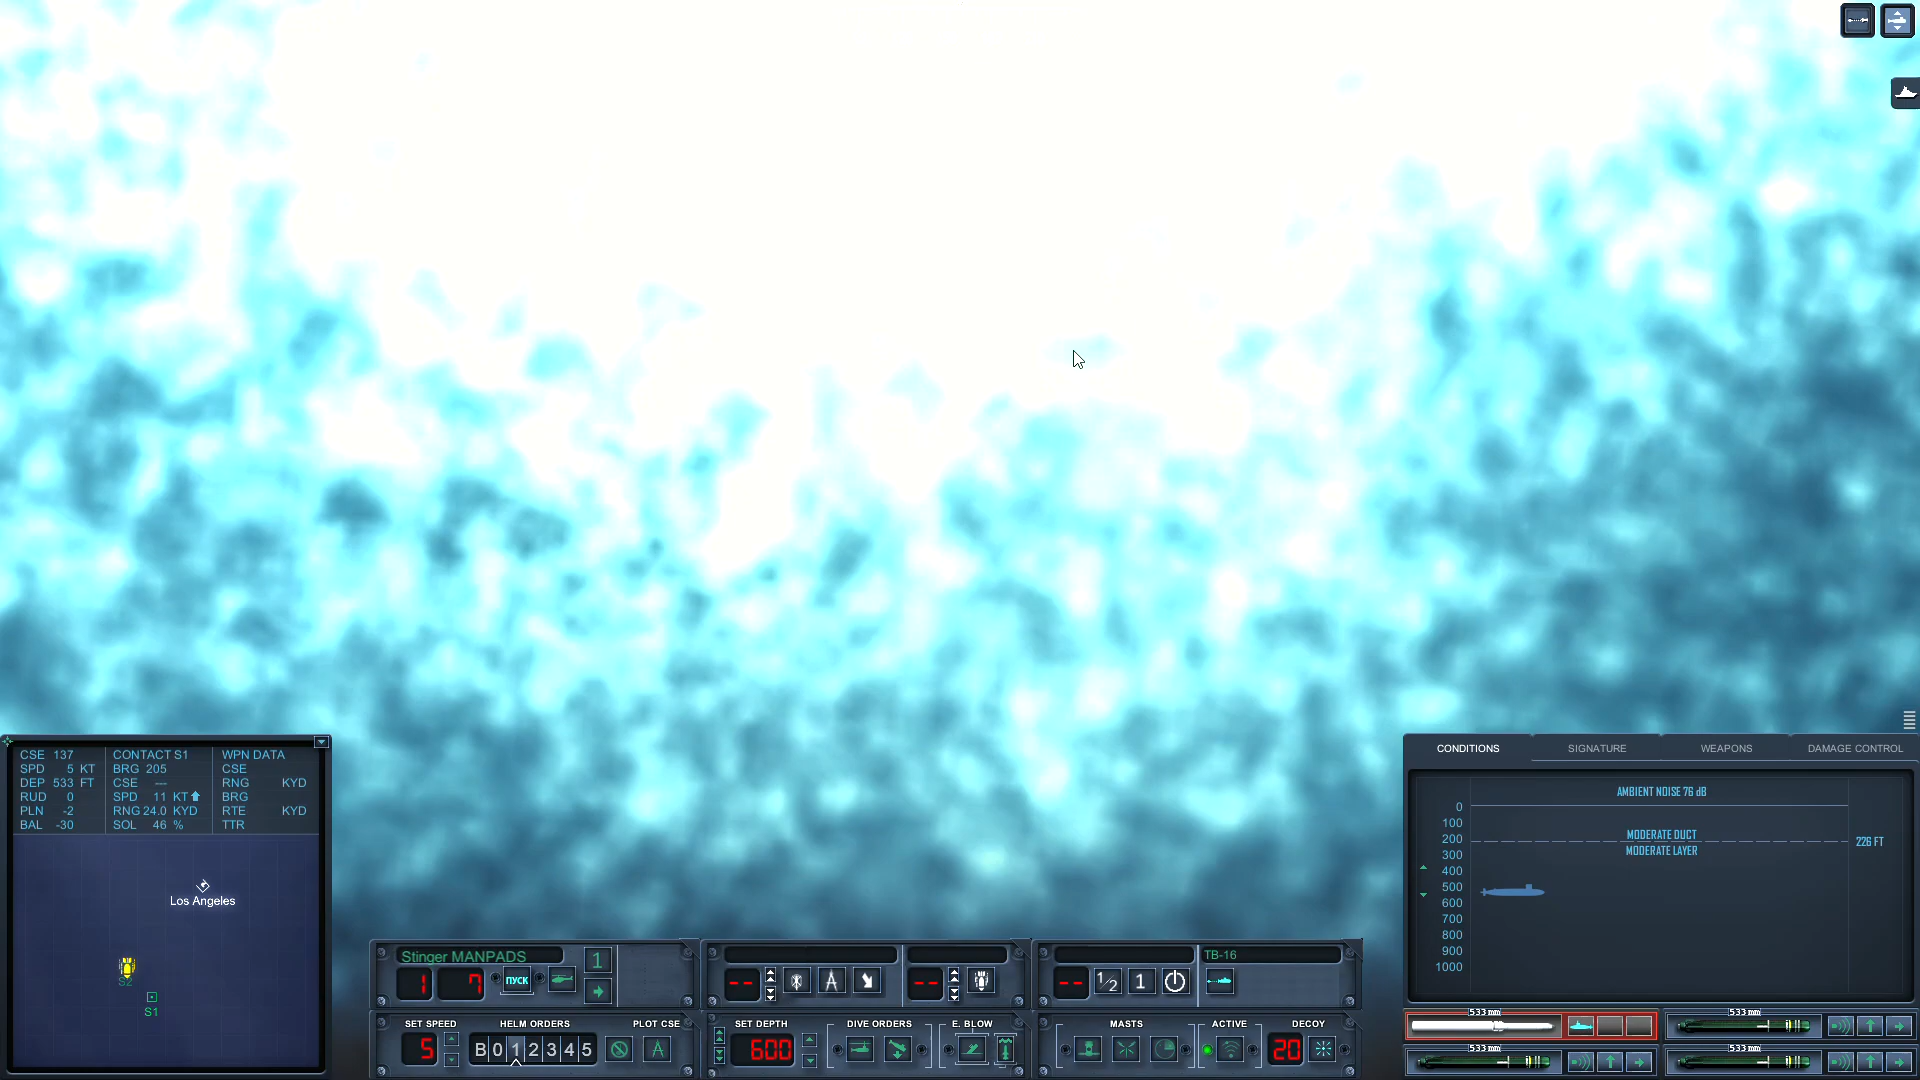 CSE 137
SPD 5 KT
DEP 533 FT
RUD 0
PLN -2
BAL -30
CONTACT S1
BRG 205
CSE ---
SPD 11 KT
RNG 24.0 KYD
SOL 46 %
WPN DATA
CSE
RNG KYD
BRG
RTE KYD
TTR
Los Angeles
S2
S1
Stinger MANPADS
1
7
ПУСК
1
SET SPEED
5
HELM ORDERS
B 0 1 2 3 4 5
PLOT CSE
--
--
SET DEPTH
600
DIVE ORDERS
E. BLOW
--
1/2
1
TB-16
MASTS
ACTIVE
DECOY
20
CONDITIONS
SIGNATURE
WEAPONS
DAMAGE CONTROL
AMBIENT NOISE 76 dB
0
100
200
300
400
500
600
700
800
900
1000
MODERATE DUCT
MODERATE LAYER
226 FT
533 mm
533 mm
533 mm
533 mm